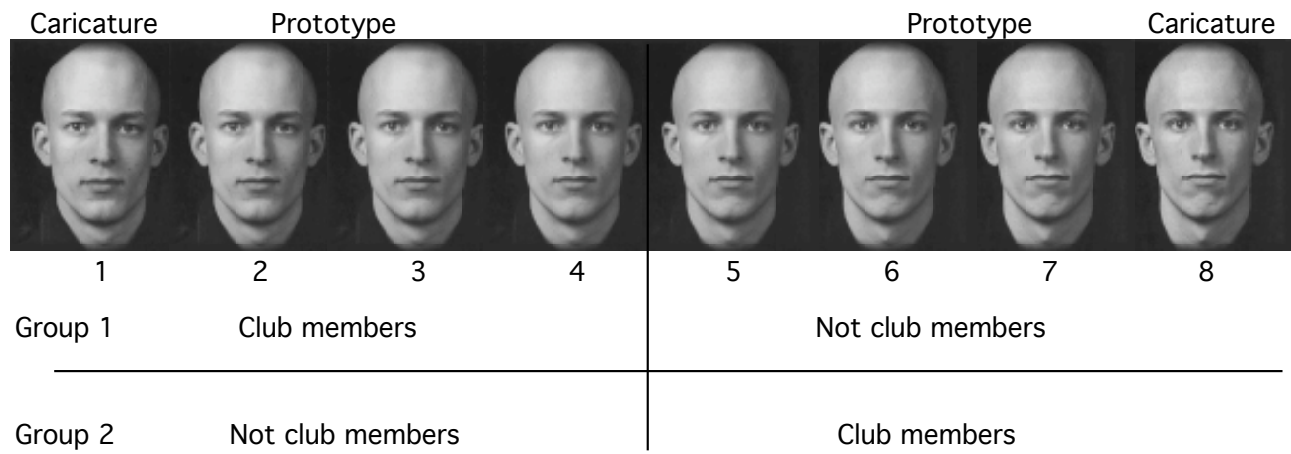 Caricature Prototype Prototype Caricature
1 2 3 4 5 6 7 8
Group 1 Club members Not club members
Group 2 Not club members Club members